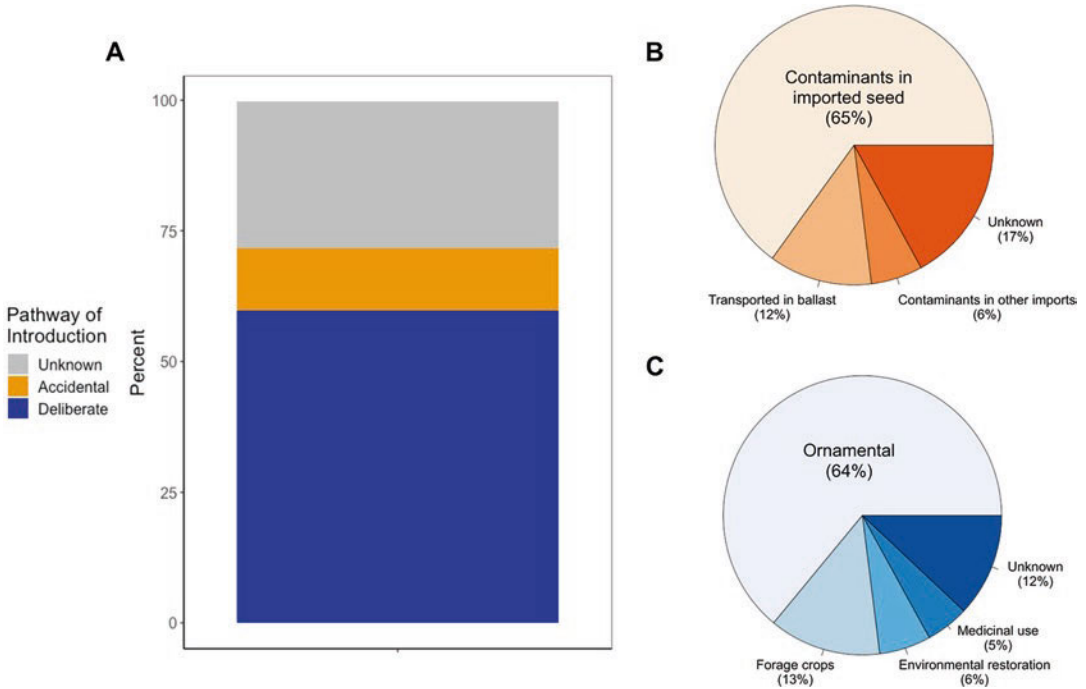 A
100
75
50
25
0
Percent
Pathway of
Introduction
Unknown
Accidental
Deliberate
B
Contaminants in
imported seed
(65%)
Unknown
(17%)
Transported in ballast
(12%)
Contaminants in other imports
(6%)
C
Ornamental
(64%)
Unknown
(12%)
Medicinal use
(5%)
Forage crops
(13%)
Environmental restoration
(6%)